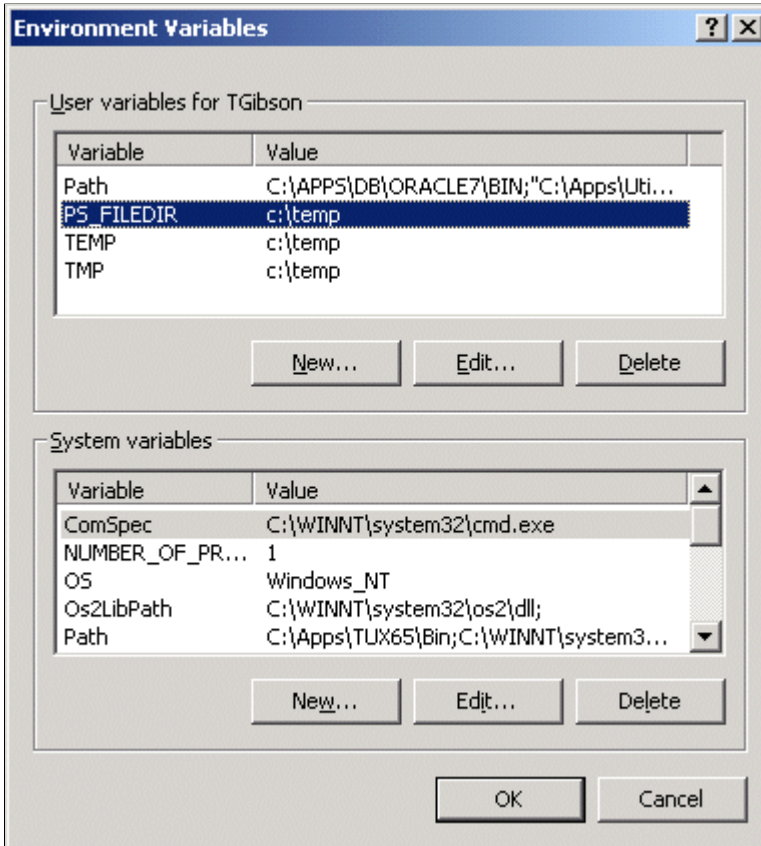 Environment Variables
User variables for TGibson
Variable Value
Path C:\APPS\DB\ORACLE7\BIN;"C:\Apps\Uti...
PS_FILEDIR c:\temp
TEMP c:\temp
TMP c:\temp
New... Edit... Delete
System variables
Variable Value
ComSpec C:\WINNT\system32\cmd.exe
NUMBER_OF_PR... 1
OS Windows_NT
Os2LibPath C:\WINNT\system32\os2\dll;
Path C:\Apps\TUX65\Bin;C:\WINNT\system3...
New... Edit... Delete
OK Cancel